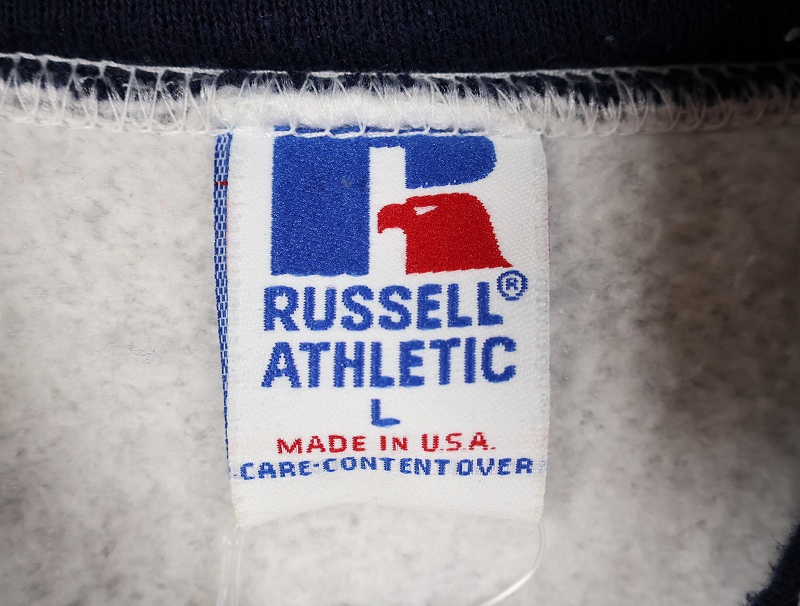 RUSSELL®
ATHLETIC
L
MADE IN U.S.A.
CARE-CONTENT OVER